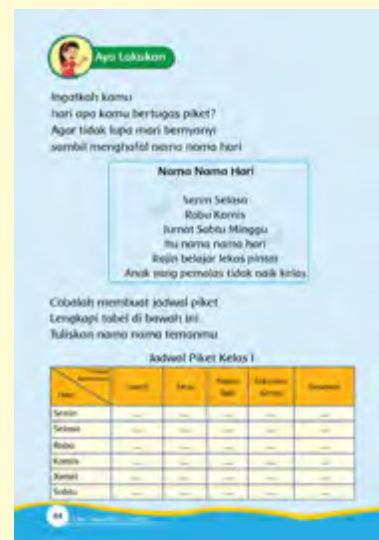 Ayo Lakukan
Ingatkah kamu
hari apa kamu bertugas piket?
Agar tidak lupa mari bernyanyi
sambil menghafal nama nama hari
Nama Nama Hari
Senin Selasa
Rabu Kamis
Jumat Sabtu Minggu
Itu nama nama hari
Rajin belajar lekas pintar
Anak yang pemalas tidak naik kelas
Cobalah membuat jadwal piket
Lengkapi tabel di bawah ini
Tuliskan nama nama temanmu
Jadwal Piket Kelas I
Hari
Senin
Selasa
Rabu
Kamis
Jumat
Sabtu